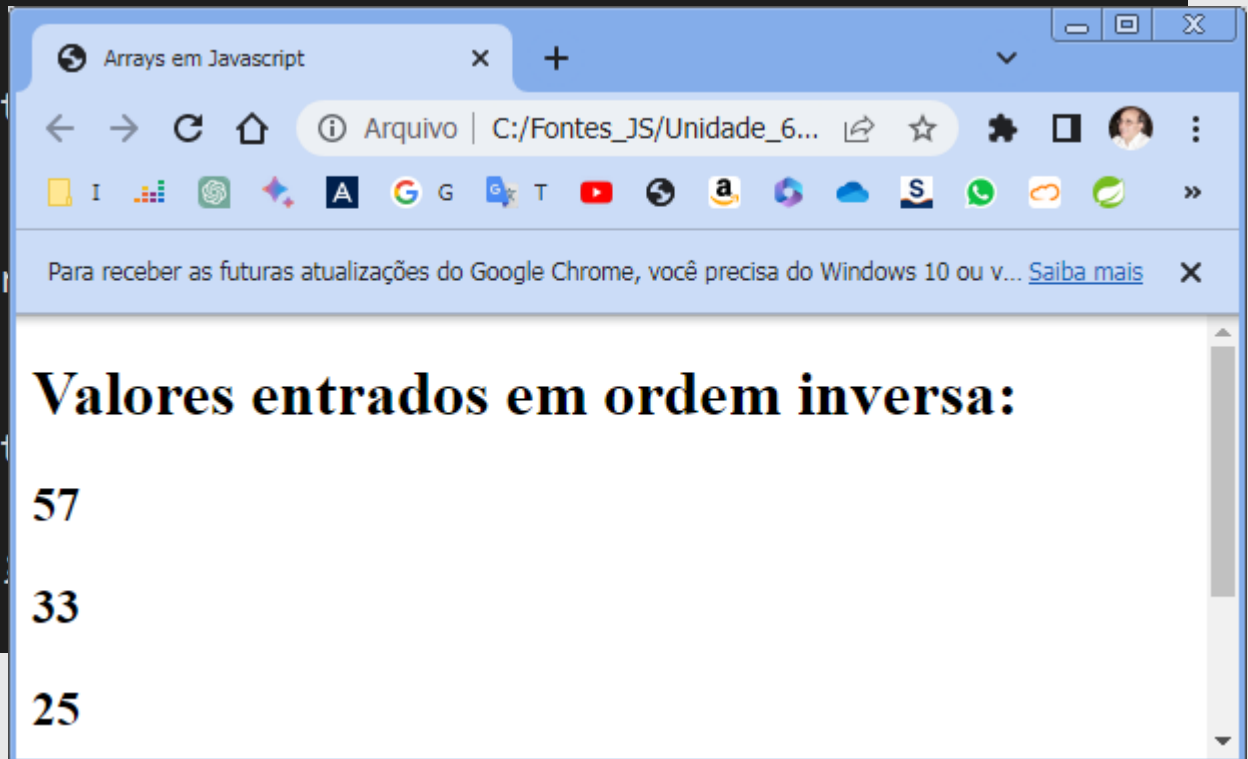 Arrays em Javascript
Arquivo | C:/Fontes_JS/Unidade_6...
I A G G T a S
Para receber as futuras atualizações do Google Chrome, você precisa do Windows 10 ou v... Saiba mais
Valores entrados em ordem inversa:
57
33
25